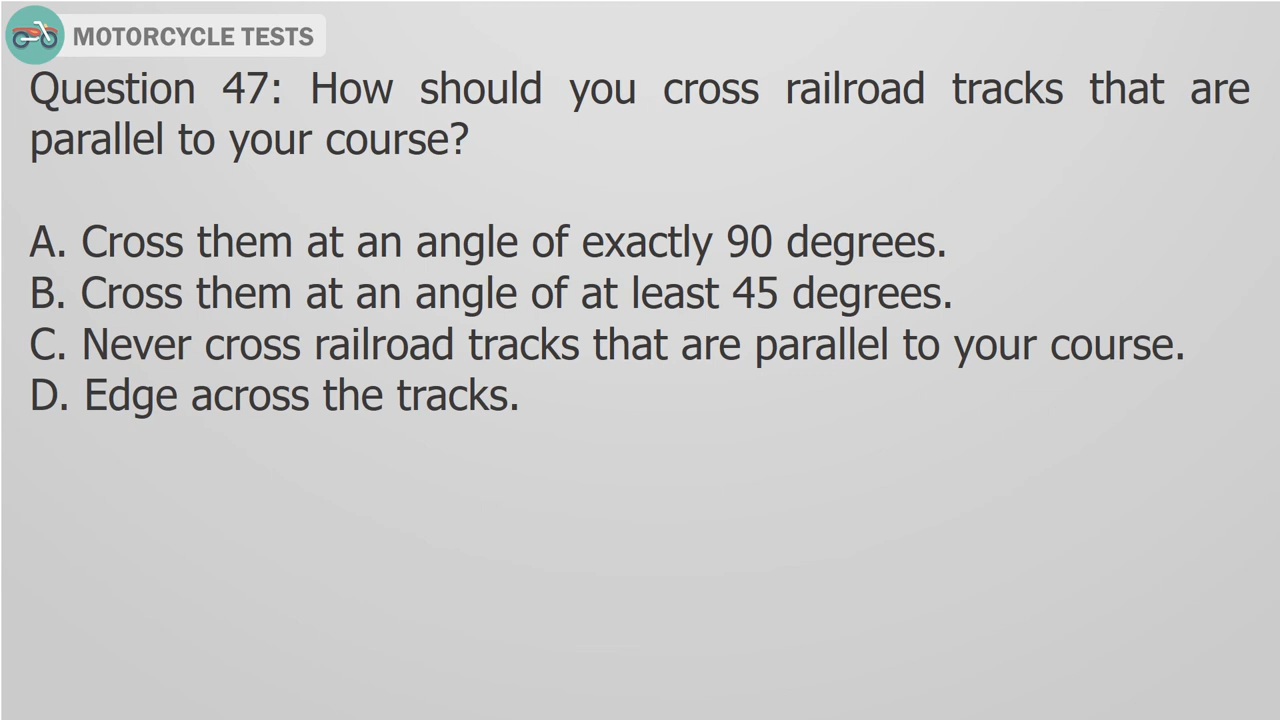 MOTORCYCLE TESTS
Question 47: How should you cross railroad tracks that are
parallel to your course?
A. Cross them at an angle of exactly 90 degrees.
B. Cross them at an angle of at least 45 degrees.
C. Never cross railroad tracks that are parallel to your course.
D. Edge across the tracks.